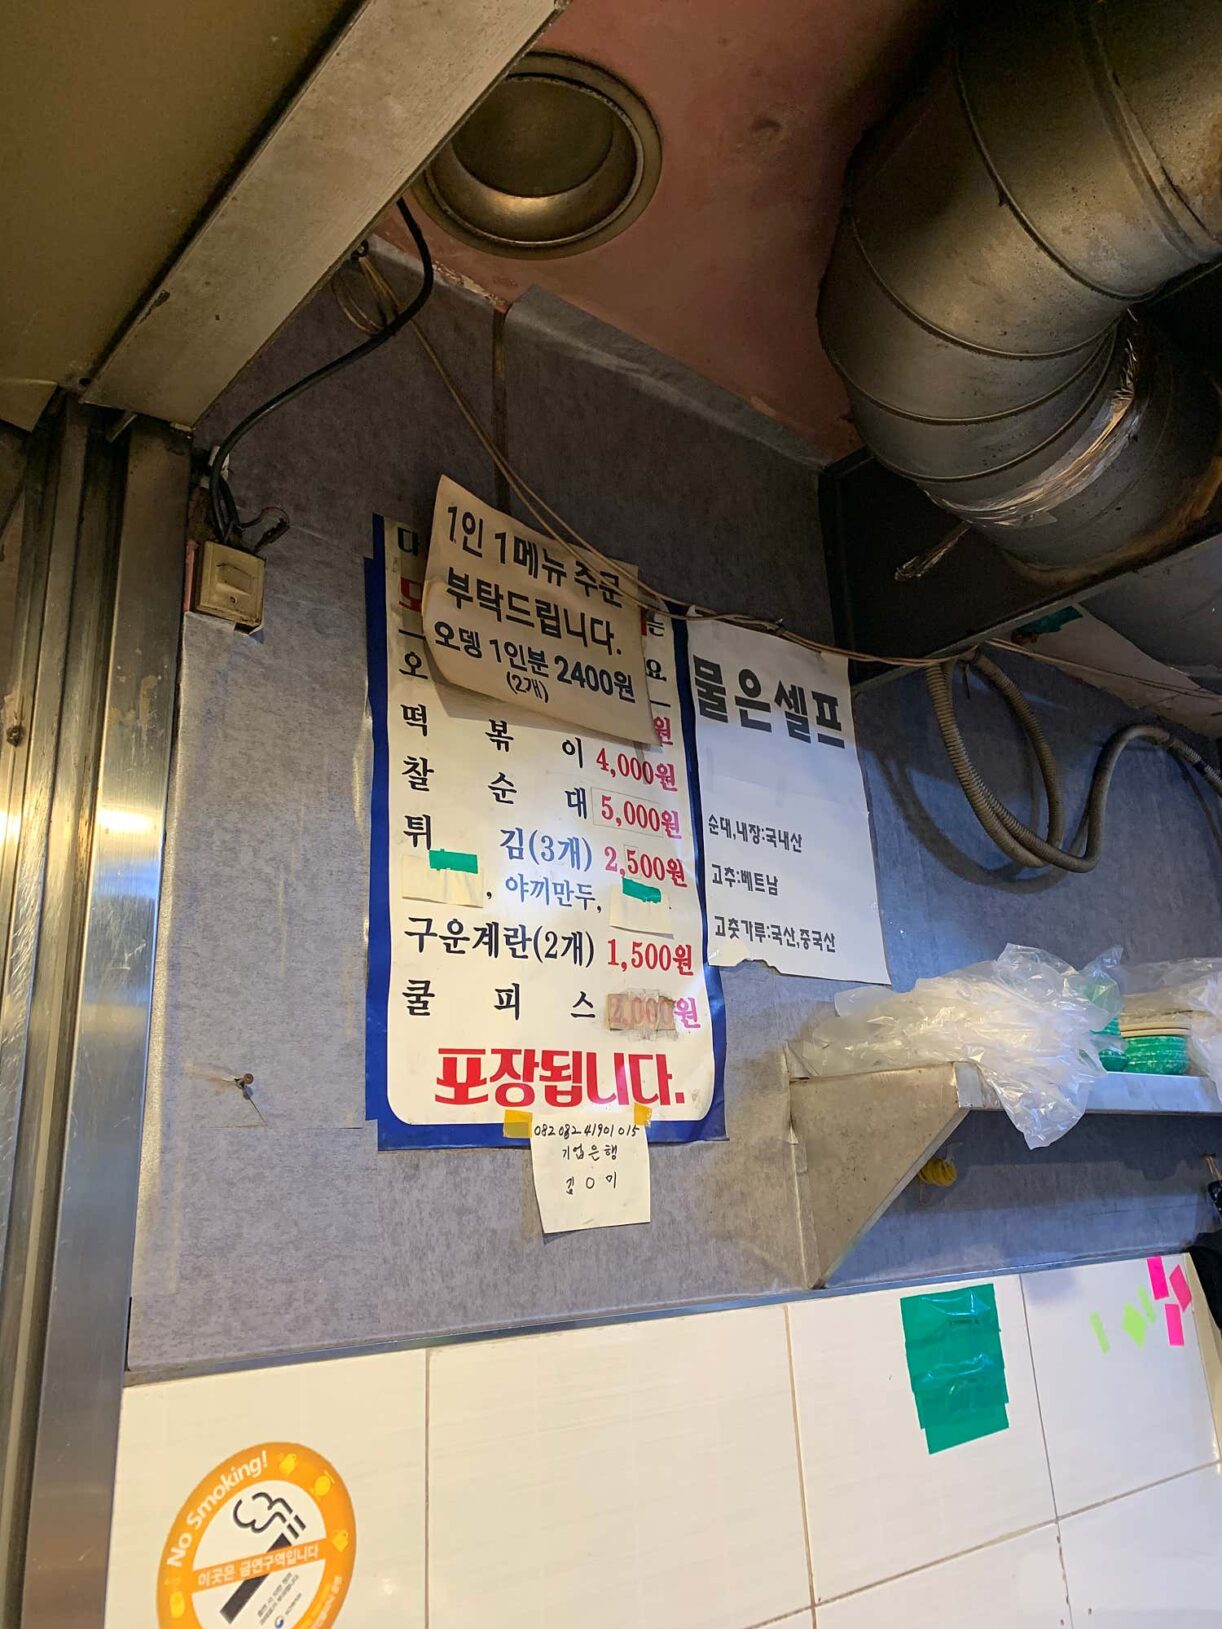 1인 1메뉴 주문
부탁드립니다.
오뎅 1인분 2400원
(2개)
떡볶이 4,000원
찰순대 5,000원
튀김(3개) 2,500원
, 야끼만두,
구운계란(2개) 1,500원
쿨피스 2,000원
포장됩니다.
082 082 41901 015
기업은행
김 O 미
물은셀프
순대,내장:국내산
고추:베트남
고춧가루:국산,중국산
No Smoking!
이곳은 금연구역입니다